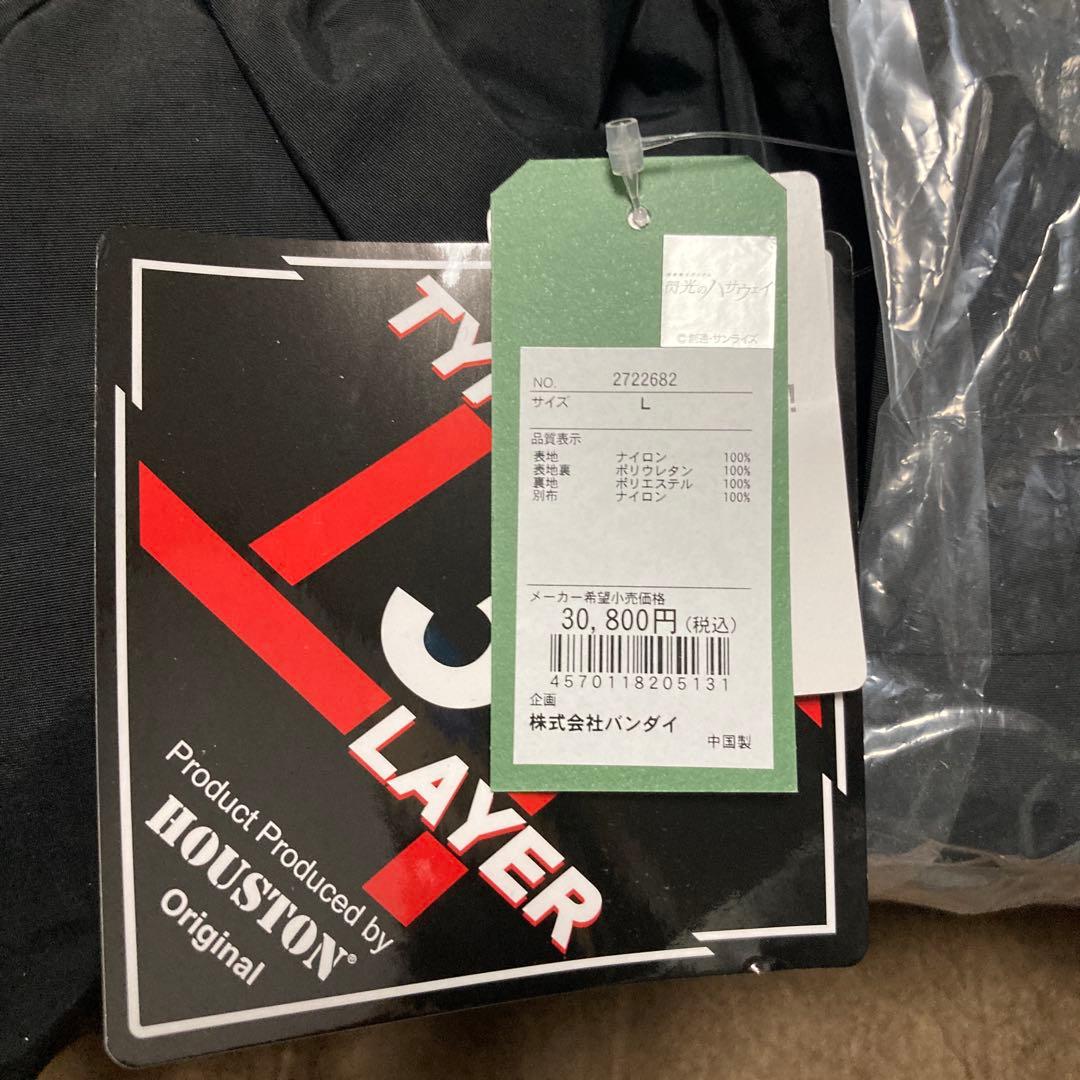 閃光のハサウェイ
©創通・サンライズ
NO. 2722682
サイズ L
品質表示
表地 ナイロン 100%
表地裏 ポリウレタン 100%
裏地 ポリエステル 100%
別布 ナイロン 100%
メーカー希望小売価格
30,800円(税込)
4570118205131
企画
株式会社バンダイ
中国製
TY
3
LAYER
Product Produced by
HOUSTON®
Original